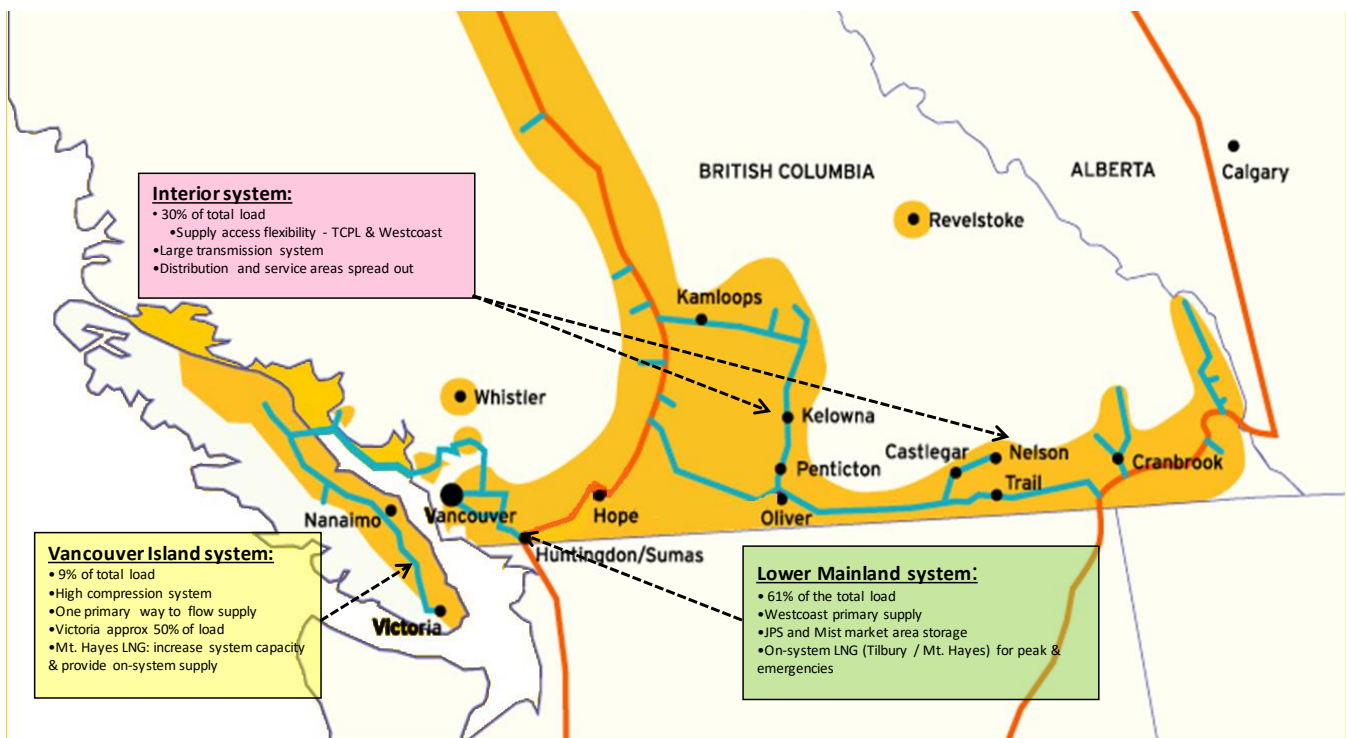 BRITISH COLUMBIA
ALBERTA
Calgary
Interior system:
• 30% of total load
•Supply access flexibility - TCPL & Westcoast
•Large transmission system
•Distribution and service areas spread out
Revelstoke
Kamloops
Whistler
Kelowna
Castlegar
Nelson
Penticton
Cranbrook
Trail
Vancouver
Hope
Oliver
Nanaimo
Huntingdon/Sumas
Vancouver Island system:
• 9% of total load
•High compression system
•One primary way to flow supply
•Victoria approx 50% of load
•Mt. Hayes LNG: increase system capacity
& provide on-system supply
Victoria
Lower Mainland system:
• 61% of the total load
•Westcoast primary supply
•JPS and Mist market area storage
•On-system LNG (Tilbury / Mt. Hayes) for peak &
emergencies